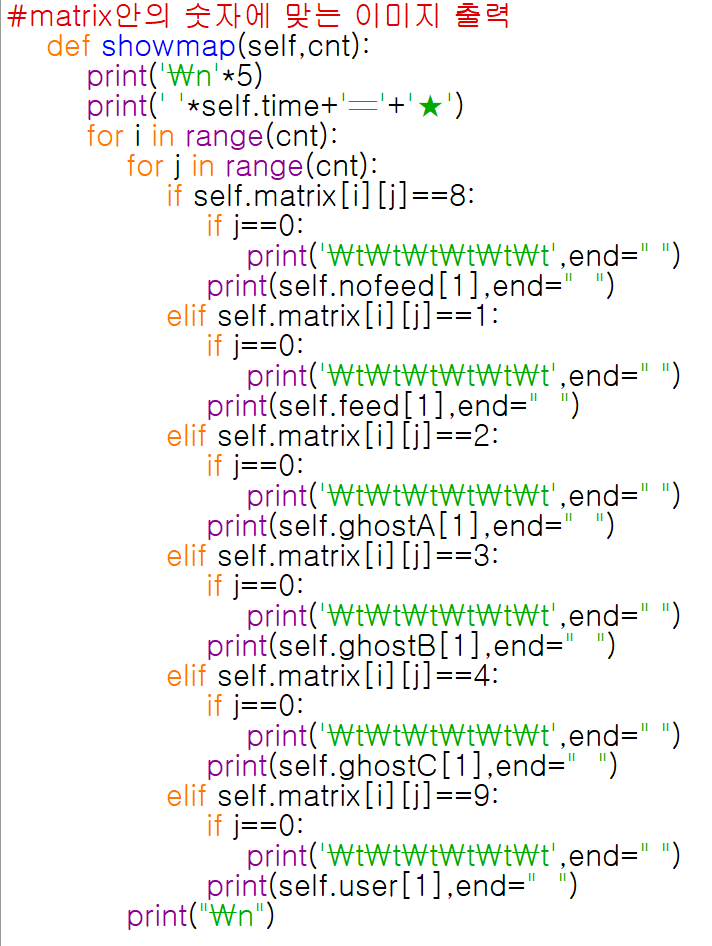 #matrix안의 숫자에 맞는 이미지 출력
    def showmap(self,cnt):
        print('₩n'*5)
        print(' '*self.time+'══'+'★')
        for i in range(cnt):
            for j in range(cnt):
                if self.matrix[i][j]==8:
                    if j==0:
                        print('₩t₩t₩t₩t₩t₩t',end=" ")
                    print(self.nofeed[1],end="  ")
                elif self.matrix[i][j]==1:
                    if j==0:
                        print('₩t₩t₩t₩t₩t₩t',end=" ")
                    print(self.feed[1],end="  ")
                elif self.matrix[i][j]==2:
                    if j==0:
                        print('₩t₩t₩t₩t₩t₩t',end=" ")
                    print(self.ghostA[1],end="  ")
                elif self.matrix[i][j]==3:
                    if j==0:
                        print('₩t₩t₩t₩t₩t₩t',end=" ")
                    print(self.ghostB[1],end="  ")
                elif self.matrix[i][j]==4:
                    if j==0:
                        print('₩t₩t₩t₩t₩t₩t',end=" ")
                    print(self.ghostC[1],end="  ")
                elif self.matrix[i][j]==9:
                    if j==0:
                        print('₩t₩t₩t₩t₩t₩t',end=" ")
                    print(self.user[1],end="  ")
            print("₩n")